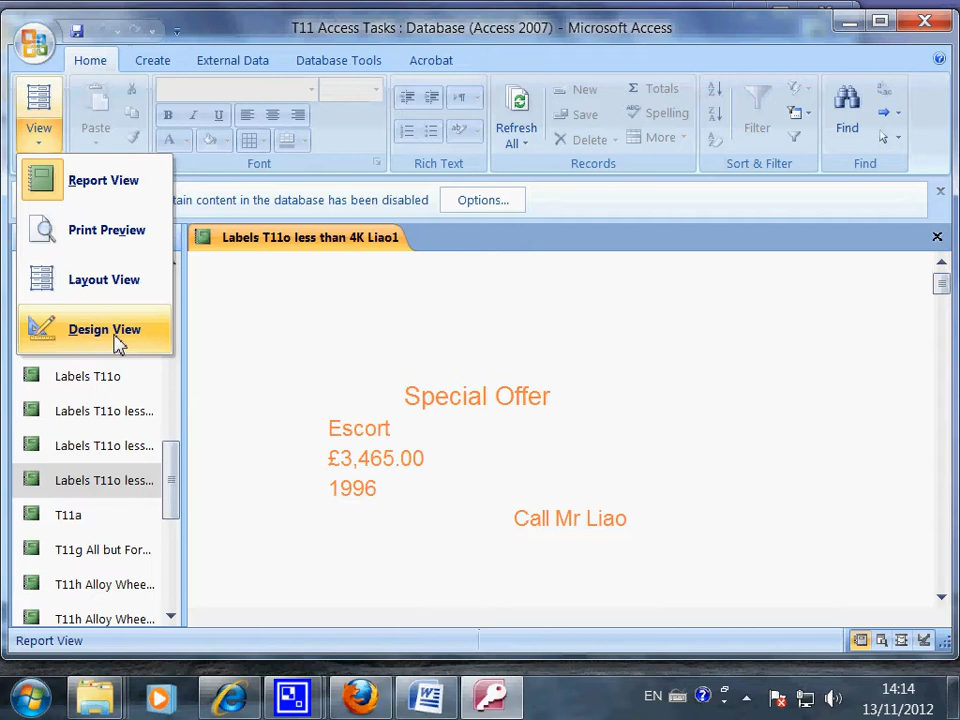 T11 Access Tasks : Database (Access 2007) - Microsoft Access
Home Create External Data Database Tools Acrobat
View
Paste
B I U
A
Font
Rich Text
Refresh
All
New
Save
Delete
Totals
Spelling
More
Records
Filter
Sort & Filter
Find
Find
Report View
Print Preview
Layout View
Design View
tain content in the database has been disabled
Options...
Labels T11o less than 4K Liao1
Labels T11o
Labels T11o less...
Labels T11o less...
Labels T11o less...
T11a
T11g All but For...
T11h Alloy Whee...
T11h Alloy Whee...
Special Offer
Escort
£3,465.00
1996
Call Mr Liao
Report View
EN
14:14
13/11/2012